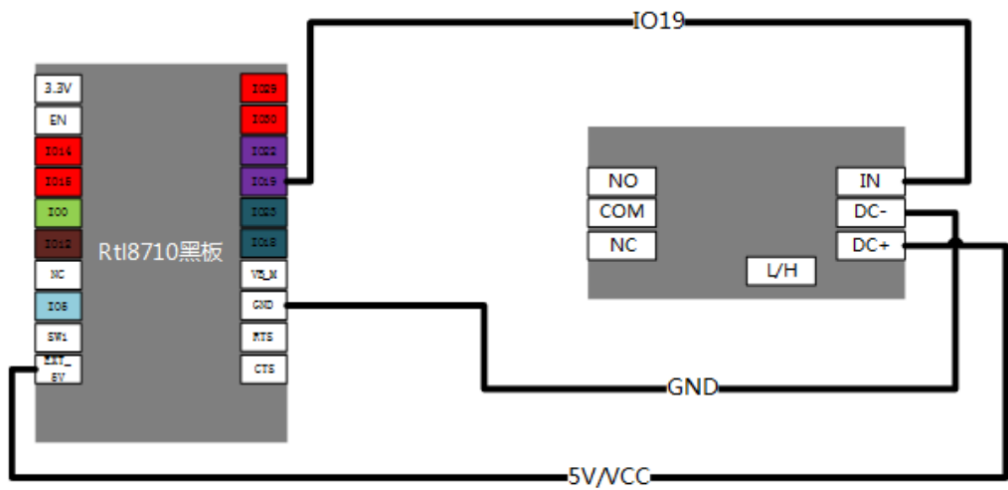 IO19
3.3V
EN
IO14
IO15
IO0
IO12
NC
IO5
SW1
EXT_
5V
Rtl8710黑板
IO29
IO30
IO22
IO19
IO23
IO18
VB_M
GND
RTS
CTS
NO
COM
NC
IN
DC-
DC+
L/H
GND
5V/VCC